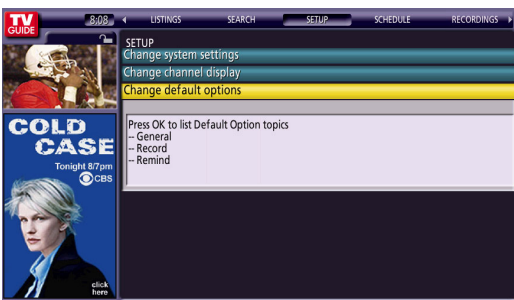 TV
GUIDE
8:08
LISTINGS
SEARCH
SETUP
SCHEDULE
RECORDINGS
SETUP
Change system settings
Change channel display
Change default options
Press OK to list Default Option topics
-- General
-- Record
-- Remind
COLD
CASE
Tonight 8/7pm
CBS
click
here